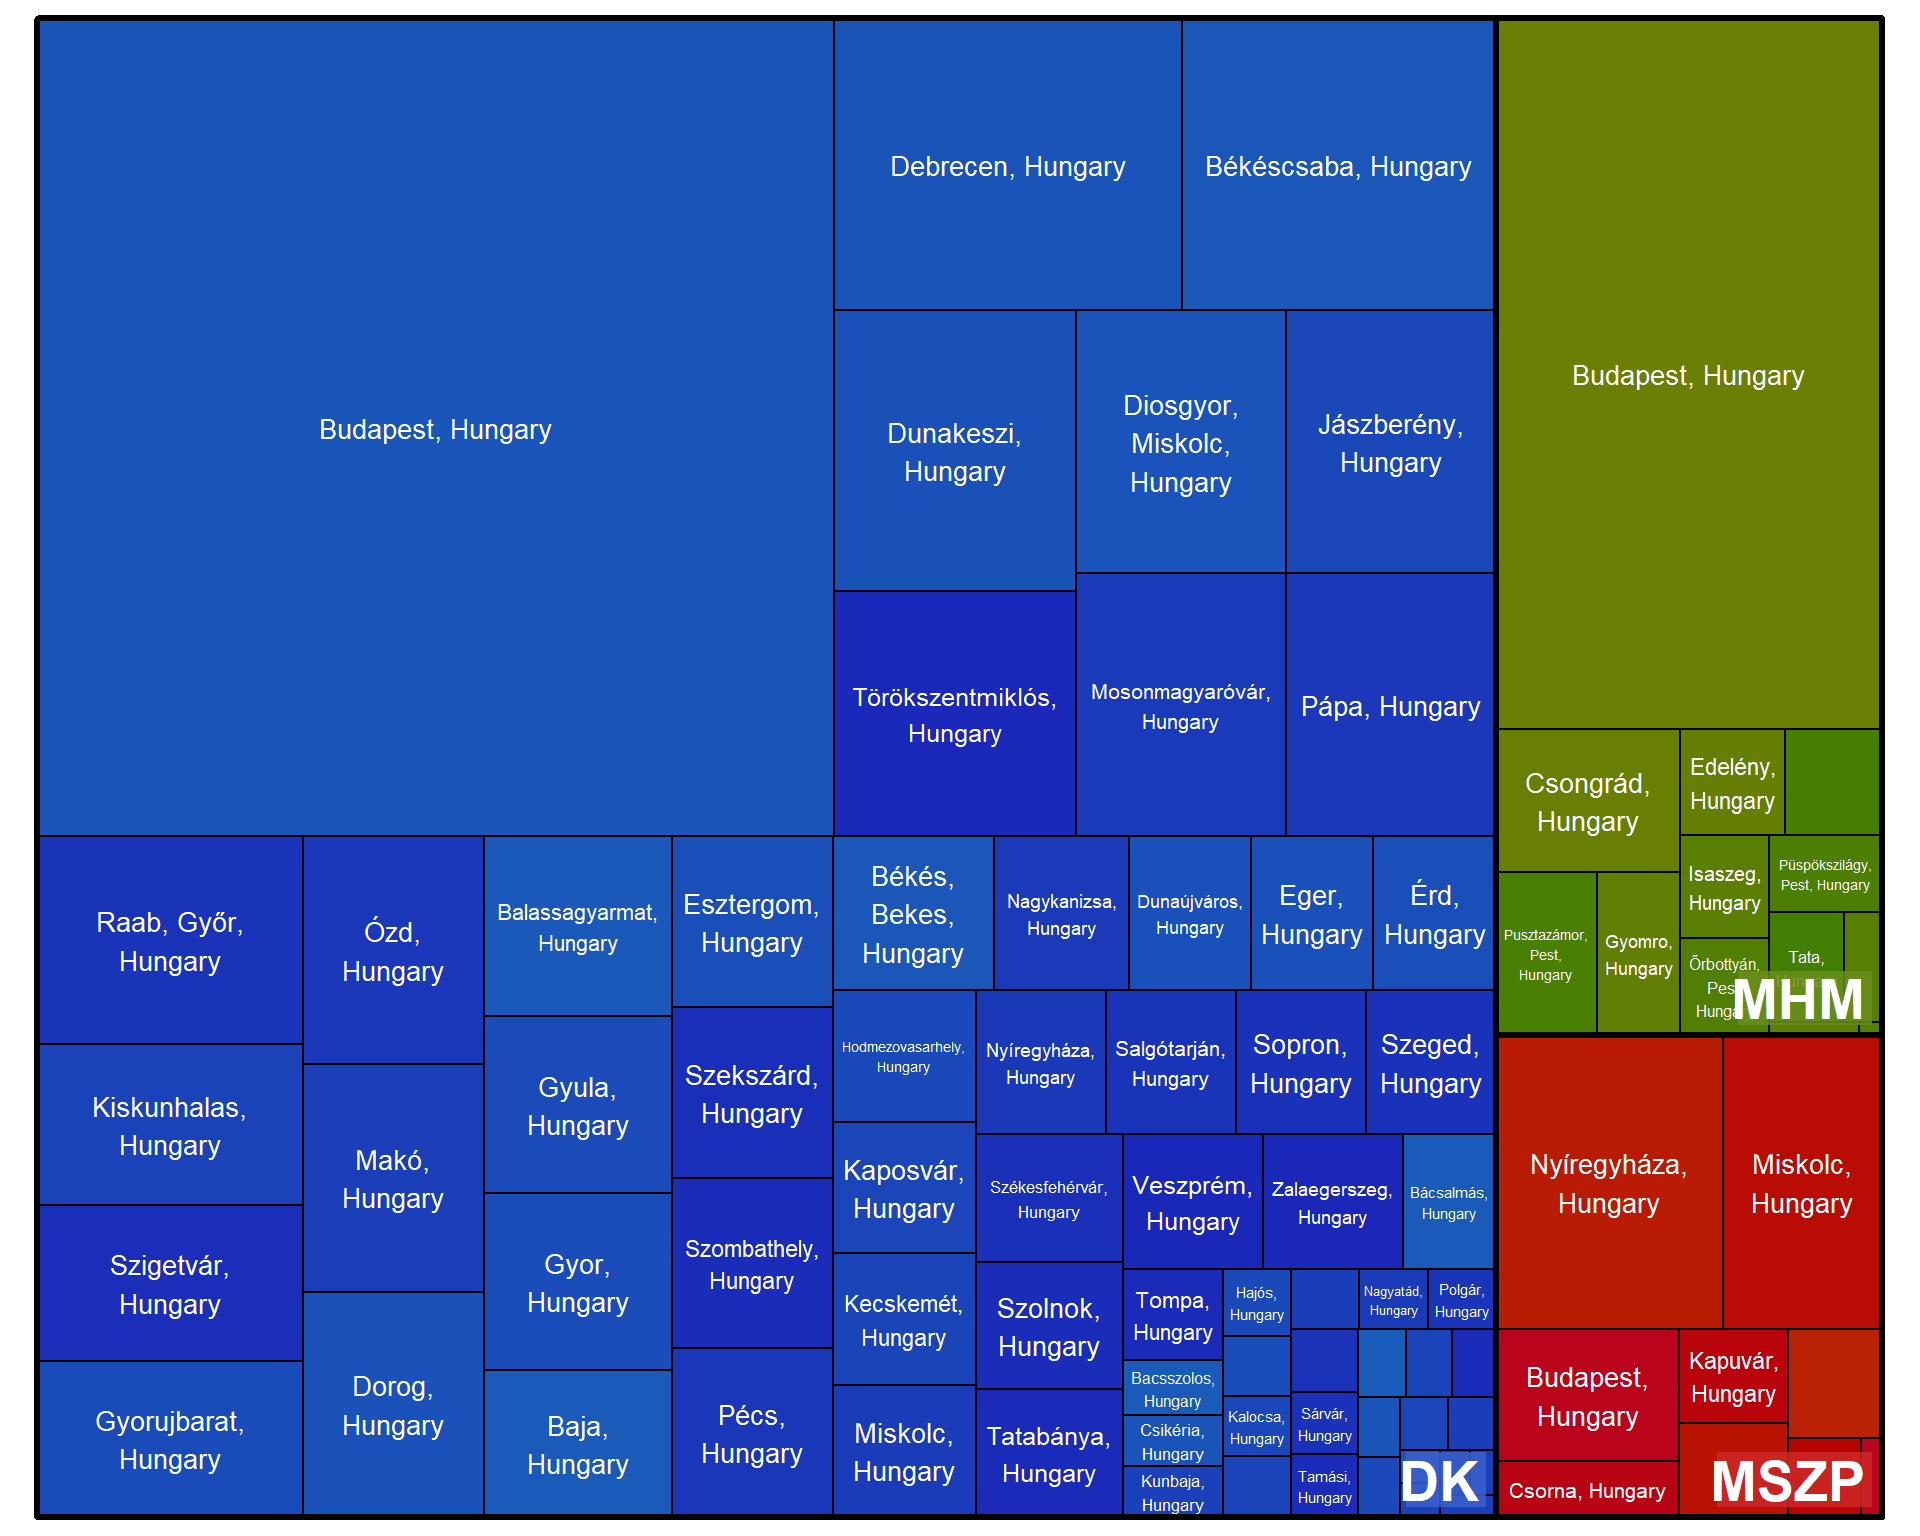 Budapest, Hungary
Debrecen, Hungary
Békéscsaba, Hungary
Dunakeszi,
Hungary
Diosgyor,
Miskolc,
Hungary
Jászberény,
Hungary
Törökszentmiklós,
Hungary
Mosonmagyaróvár,
Hungary
Pápa, Hungary
Raab, Győr,
Hungary
Kiskunhalas,
Hungary
Szigetvár,
Hungary
Gyorujbarat,
Hungary
Ózd,
Hungary
Makó,
Hungary
Dorog,
Hungary
Balassagyarmat,
Hungary
Gyula,
Hungary
Gyor,
Hungary
Baja,
Hungary
Esztergom,
Hungary
Szekszárd,
Hungary
Szombathely,
Hungary
Pécs,
Hungary
Békés,
Bekes,
Hungary
Nagykanizsa,
Hungary
Dunaújváros,
Hungary
Eger,
Hungary
Érd,
Hungary
Hodmezovasarhely,
Hungary
Kaposvár,
Hungary
Kecskemét,
Hungary
Miskolc,
Hungary
Nyíregyháza,
Hungary
Salgótarján,
Hungary
Sopron,
Hungary
Szeged,
Hungary
Székesfehérvár,
Hungary
Szolnok,
Hungary
Tatabánya,
Hungary
Veszprém,
Hungary
Zalaegerszeg,
Hungary
Bácsalmás,
Hungary
Tompa,
Hungary
Bacsszolos,
Hungary
Csikéria,
Hungary
Kunbaja,
Hungary
Hajós,
Hungary
Kalocsa,
Hungary
Nagyatád,
Hungary
Polgár,
Hungary
Sárvár,
Hungary
Tamási,
Hungary
DK
Budapest, Hungary
Csongrád,
Hungary
Edelény,
Hungary
Pusztazámor,
Pest,
Hungary
Gyomro,
Hungary
Isaszeg,
Hungary
Püspökszilágy,
Pest, Hungary
Őrbottyán,
Tata,
MHM
Nyíregyháza,
Hungary
Miskolc,
Hungary
Budapest,
Hungary
Kapuvár,
Hungary
Csorna, Hungary
MSZP